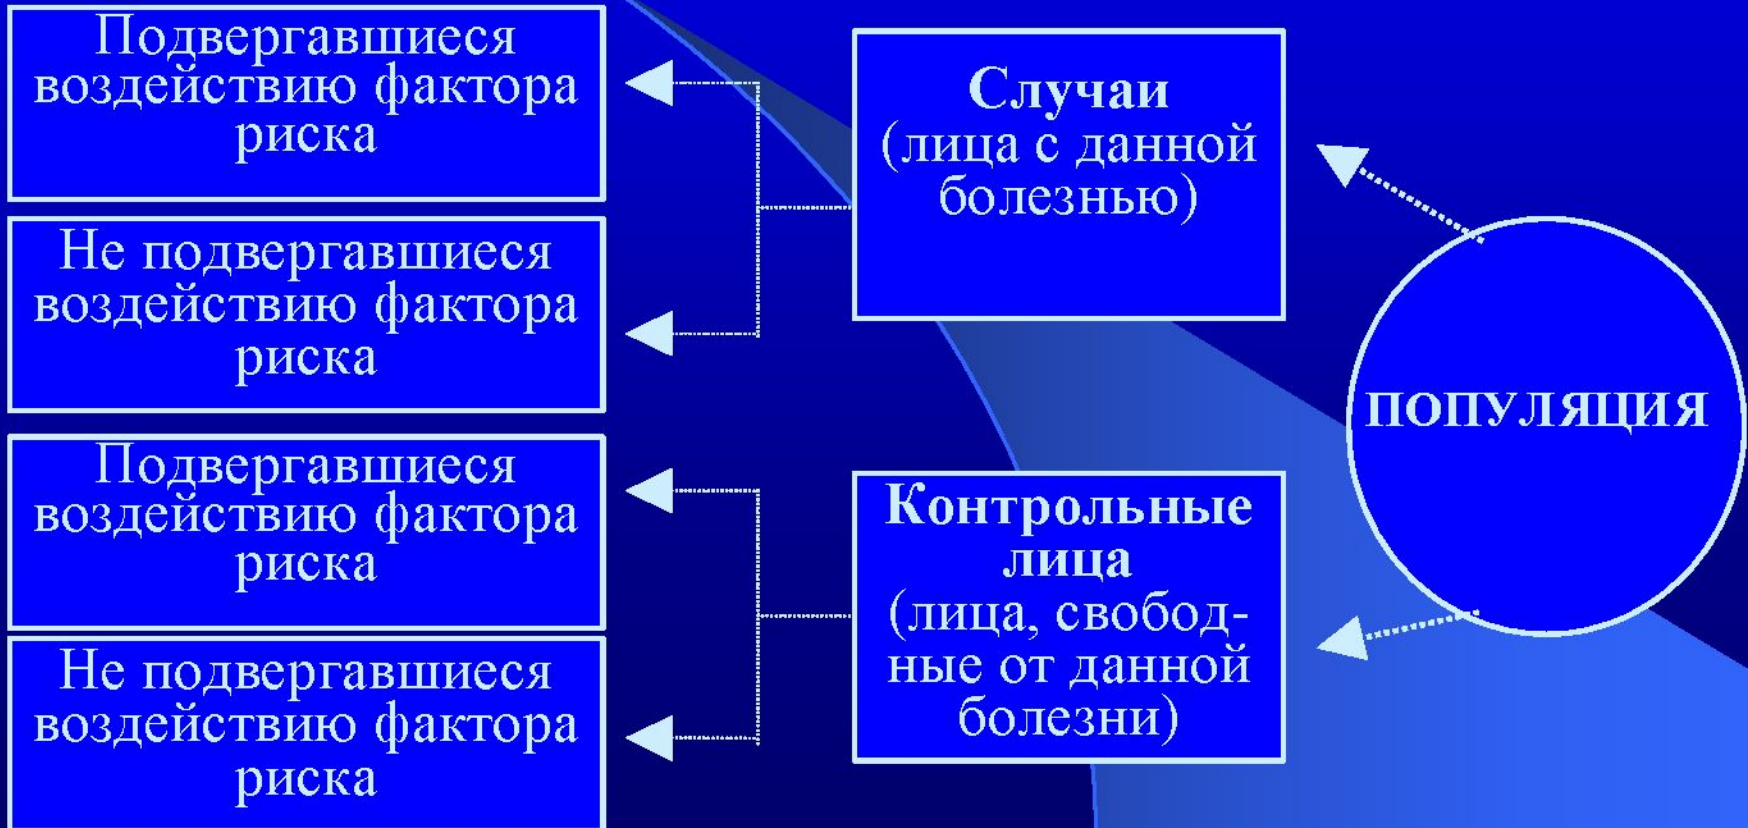 Подвергавшиеся
воздействию фактора
риска
Не подвергавшиеся
воздействию фактора
риска
Подвергавшиеся
воздействию фактора
риска
Не подвергавшиеся
воздействию фактора
риска
Случаи
(лица с данной
болезнью)
Контрольные
лица
(лица, свобод-
ные от данной
болезни)
ПОПУЛЯЦИЯ